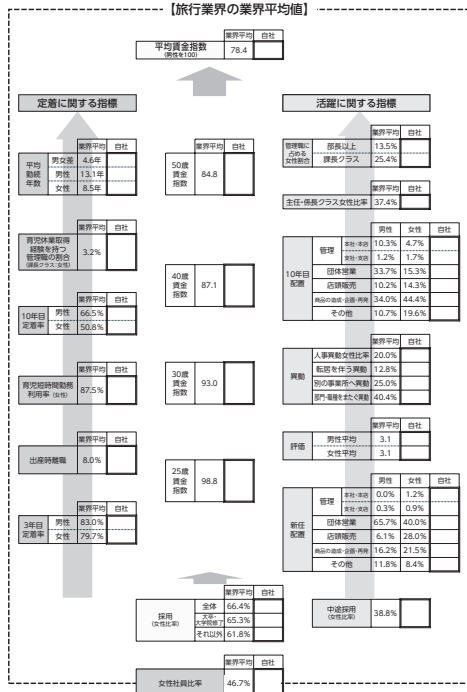 【旅行業界の業界平均値】
業界平均 自社
平均賃金指数 (男性を100) 78.4
定着に関する指標
業界平均 自社
平均勤続年数 男女差 4.6年
男性 13.1年
女性 8.5年
業界平均 自社
育児休業取得経験を持つ管理職の割合 (課長クラス:女性) 3.2%
業界平均 自社
10年目定着率 男性 66.5%
女性 50.8%
業界平均 自社
育児短時間勤務利用率(女性) 87.5%
業界平均 自社
出産時離職 8.0%
業界平均 自社
3年目定着率 男性 83.0%
女性 79.7%
業界平均 自社
50歳賃金指数 84.8
業界平均 自社
40歳賃金指数 87.1
業界平均 自社
30歳賃金指数 93.0
業界平均 自社
25歳賃金指数 98.8
活躍に関する指標
業界平均 自社
管理職に占める女性割合 部長以上 13.5%
課長クラス 25.4%
業界平均 自社
主任・係長クラス女性比率 37.4%
男性 女性 自社
10年目配置 管理 本社・本店 10.3% 4.7%
支社・支店 1.2% 1.7%
団体営業 33.7% 15.3%
店頭販売 10.2% 14.3%
商品の造成・企画・再発 34.0% 44.4%
その他 10.7% 19.6%
業界平均 自社
異動 人事異動女性比率 20.0%
転居を伴う異動 12.8%
別の事業所へ異動 25.0%
部門・職種をまたぐ異動 40.4%
業界平均 自社
評価 男性平均 3.1
女性平均 3.1
男性 女性 自社
新任配置 管理 本社・本店 0.0% 1.2%
支社・支店 0.3% 0.9%
団体営業 65.7% 40.0%
店頭販売 6.1% 28.0%
商品の造成・企画・再発 16.2% 21.5%
その他 11.8% 8.4%
業界平均 自社
中途採用 (女性比率) 38.8%
業界平均 自社
採用 (女性比率) 全体 66.4%
大卒・大学院修了 65.3%
それ以外 61.8%
業界平均 自社
女性社員比率 46.7%